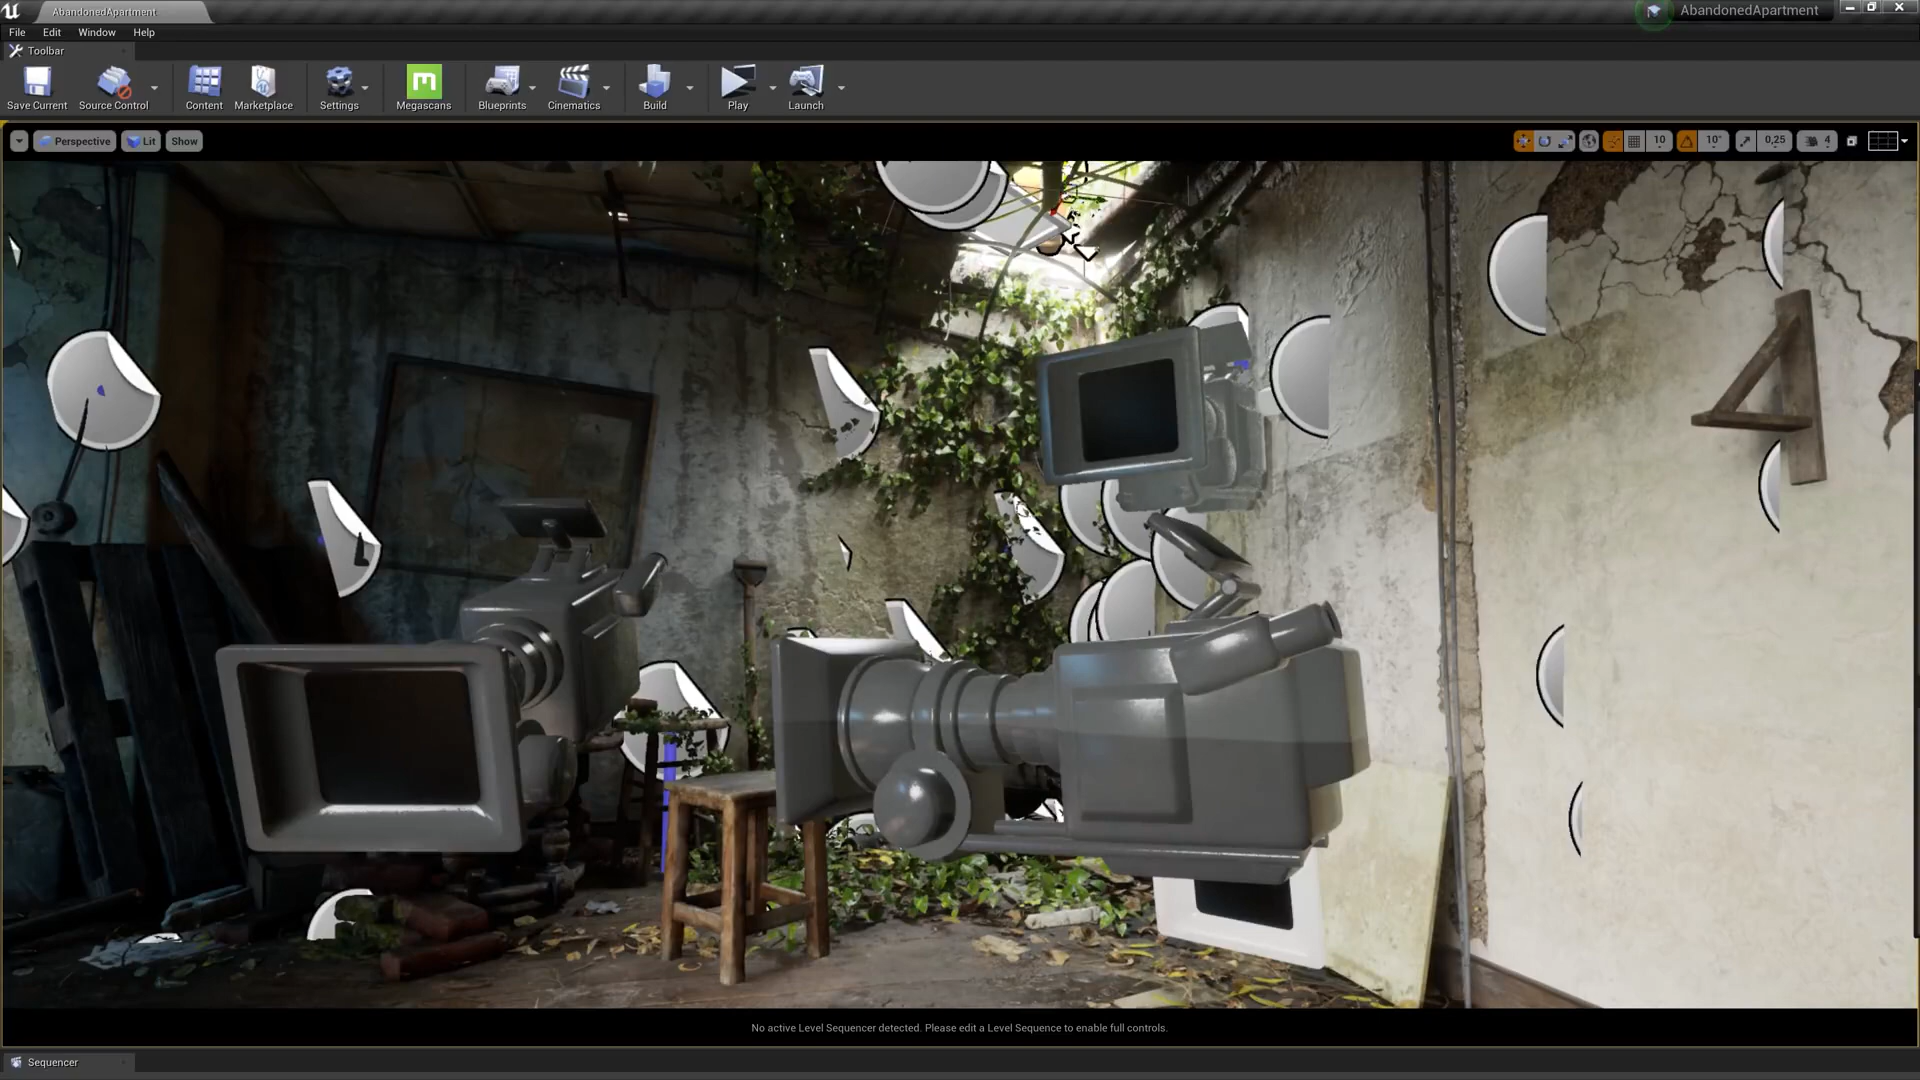 AbandonedApartment
AbandonedApartment
File Edit Window Help
Toolbar
Save Current Source Control Content Marketplace Settings Megascans Blueprints Cinematics Build Play Launch
Perspective Lit Show 10 10° 0,25 4
No active Level Sequencer detected. Please edit a Level Sequence to enable full controls.
Sequencer